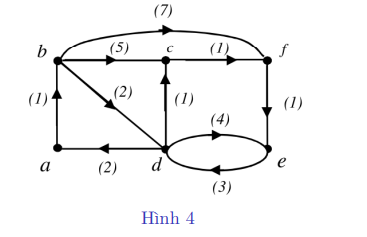 (7)
b (5) c (1) f
(1) (2) (1) (1)
(4)
a (2) d e
(3)
Hình 4